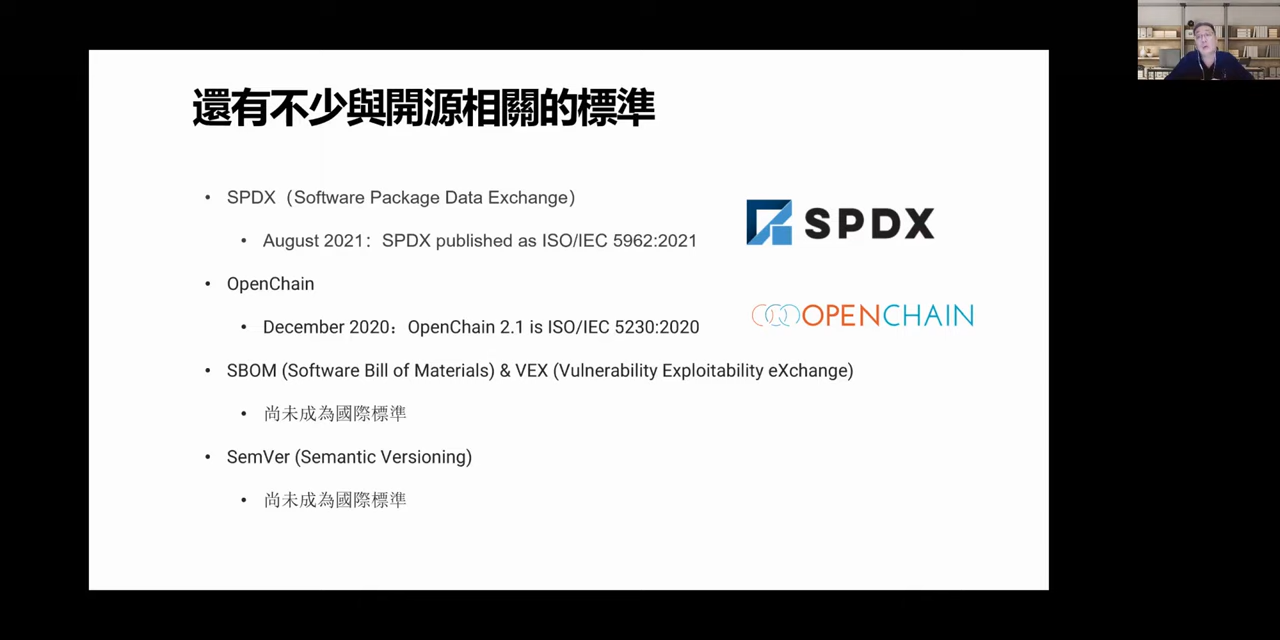 還有不少與開源相關的標準
• SPDX（Software Package Data Exchange）
• August 2021：SPDX published as ISO/IEC 5962:2021
• OpenChain
• December 2020：OpenChain 2.1 is ISO/IEC 5230:2020
• SBOM (Software Bill of Materials) & VEX (Vulnerability Exploitability eXchange)
• 尚未成為國際標準
• SemVer (Semantic Versioning)
• 尚未成為國際標準
SPDX
OPENCHAIN